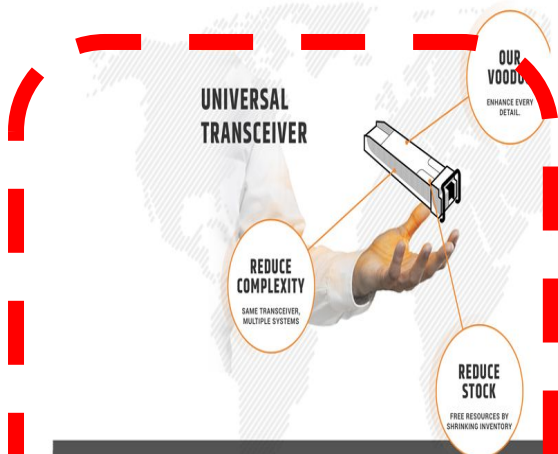 OUR
ENHANCE EVERY
DETAIL.
UNIVERSAL
TRANSCEIVER
REDUCE
COMPLEXITY
SAME TRANSCEIVER,
MULTIPLE SYSTEMS
REDUCE
STOCK
FREE RESOURCES BY
SHRINKING INVENTORY